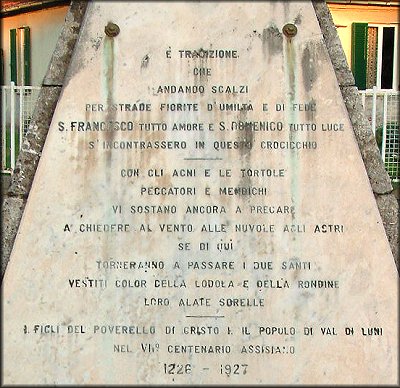 È TRADIZIONE
CHE
ANDANDO SCALZI
PER STRADE FIORITE D'UMILTÀ E DI FEDE
S. FRANCESCO TUTTO AMORE E S. DOMENICO TUTTO LUCE
S'INCONTRASSERO IN QUESTO CROCICCHIO
CON GLI AGNI E LE TORTOLE
PECCATORI E MENDICHI
VI SOSTANO ANCORA A PREGARE
A CHIEDERE AL VENTO ALLE NUVOLE AGLI ASTRI
SE DI QUI
TORNERANNO A PASSARE I DUE SANTI
VESTITI COLOR DELLA LODOLA E DELLA RONDINE
LORO ALATE SORELLE
I FIGLI DEL POVERELLO DI CRISTO E IL POPOLO DI VAL DI LUNI
NEL VIIº CENTENARIO ASSISIANO
1226 - 1927